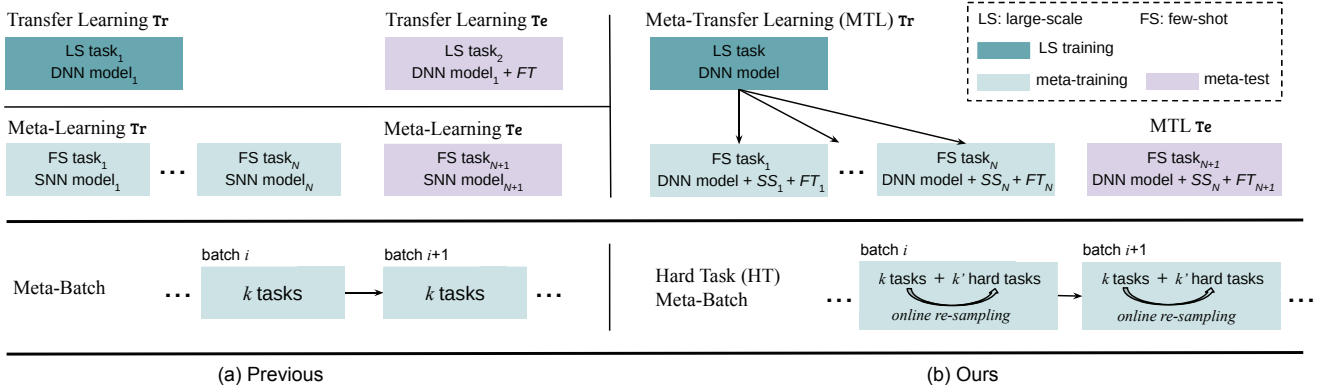 Transfer Learning Tr
LS task1
DNN model1
Transfer Learning Te
LS task2
DNN model1 + FT
Meta-Learning Tr
FS task1
SNN model1
...
FS taskN
SNN modelN
Meta-Learning Te
FS taskN+1
SNN modelN+1
Meta-Transfer Learning (MTL) Tr
LS task
DNN model
LS: large-scale FS: few-shot
LS training
meta-training meta-test
FS task1
DNN model + SS1 + FT1
...
FS taskN
DNN model + SSN + FTN
MTL Te
FS taskN+1
DNN model + SSN + FTN+1
Meta-Batch
...
batch i
k tasks
batch i+1
k tasks
...
Hard Task (HT)
Meta-Batch
...
batch i
k tasks + k' hard tasks
online re-sampling
batch i+1
k tasks + k' hard tasks
online re-sampling
...
(a) Previous
(b) Ours